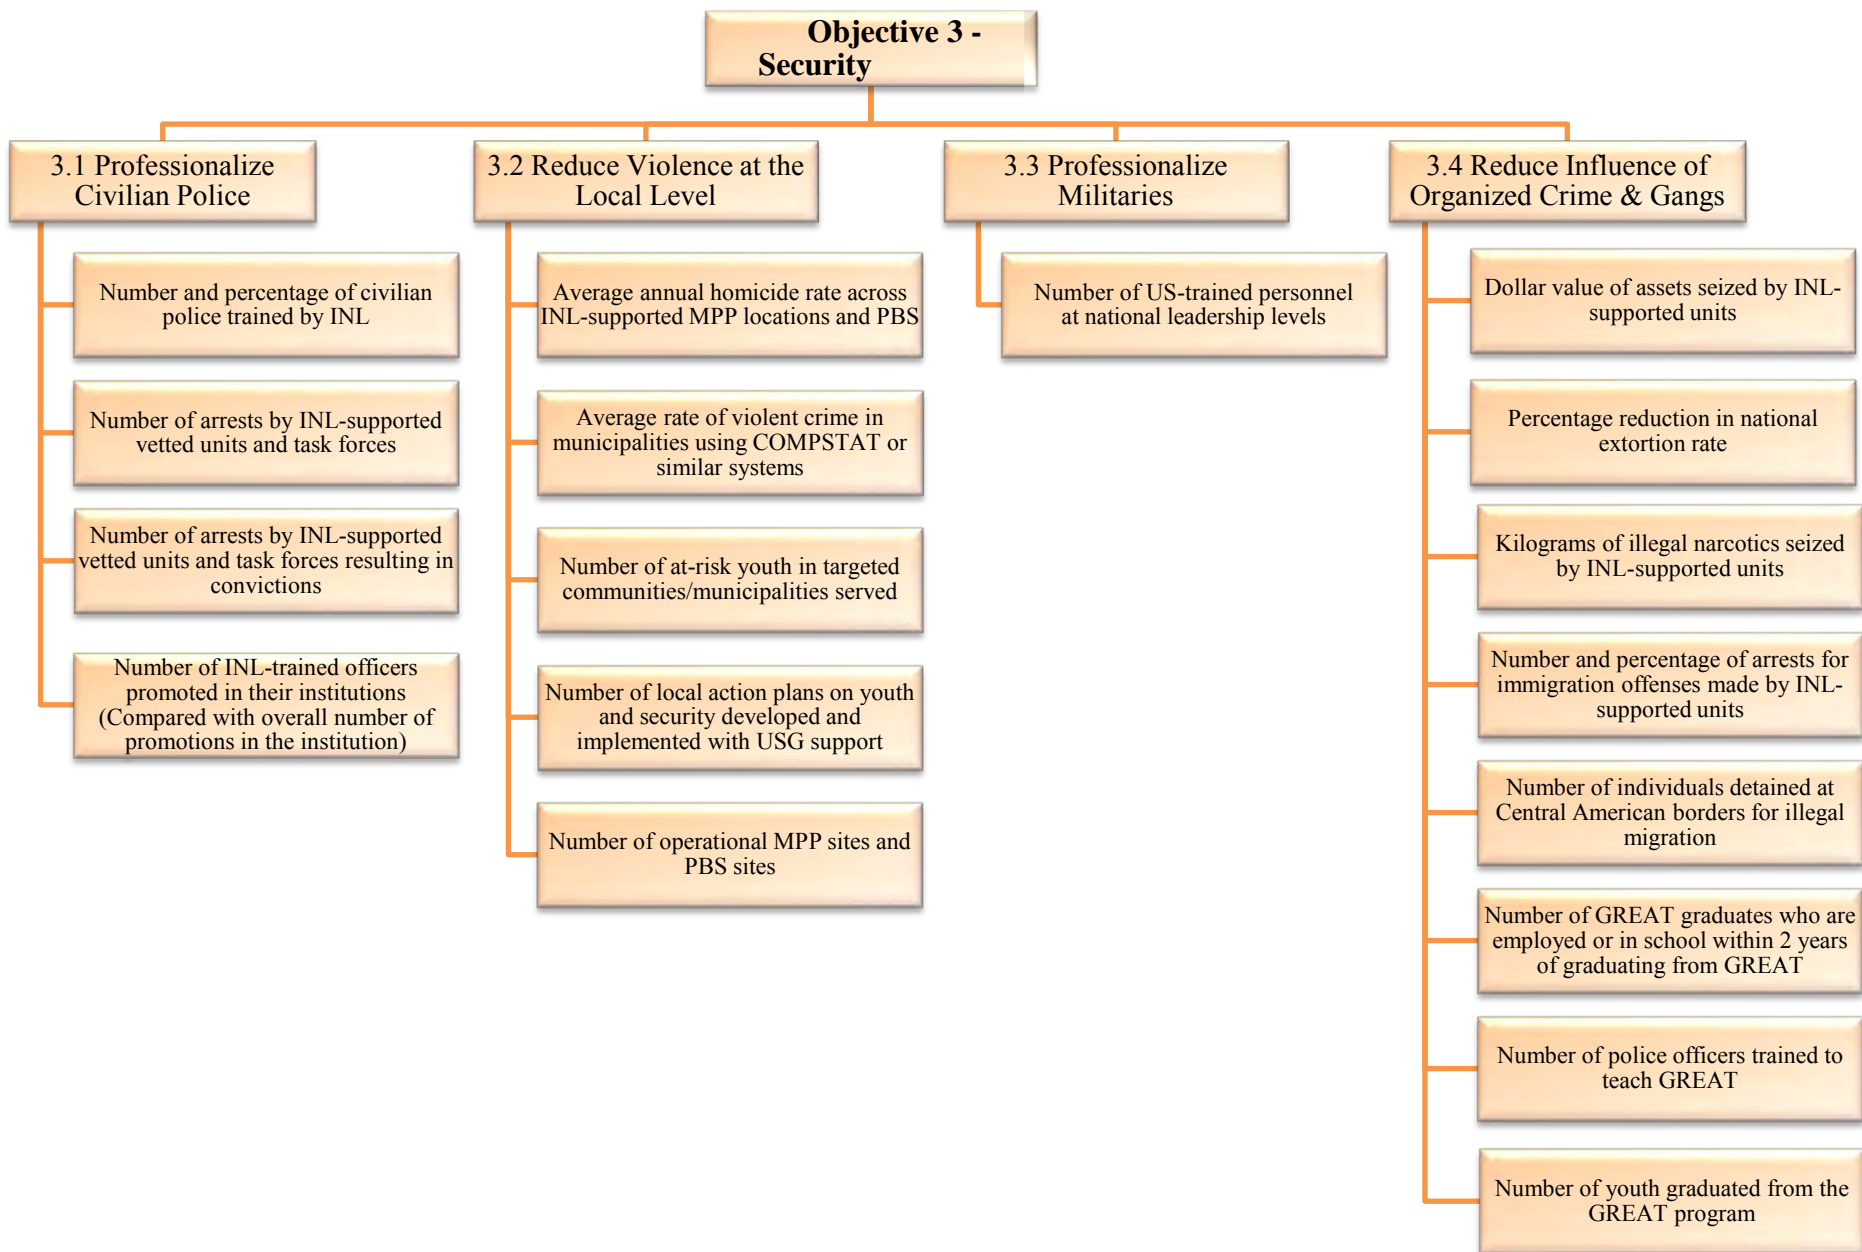 Objective 3 -
Security
3.1 Professionalize
Civilian Police
Number and percentage of civilian
police trained by INL
Number of arrests by INL-supported
vetted units and task forces
Number of arrests by INL-supported
vetted units and task forces resulting in
convictions
Number of INL-trained officers
promoted in their institutions
(Compared with overall number of
promotions in the institution)
3.2 Reduce Violence at the
Local Level
Average annual homicide rate across
INL-supported MPP locations and PBS
Average rate of violent crime in
municipalities using COMPSTAT or
similar systems
Number of at-risk youth in targeted
communities/municipalities served
Number of local action plans on youth
and security developed and
implemented with USG support
Number of operational MPP sites and
PBS sites
3.3 Professionalize
Militaries
Number of US-trained personnel
at national leadership levels
3.4 Reduce Influence of
Organized Crime & Gangs
Dollar value of assets seized by INL-
supported units
Percentage reduction in national
extortion rate
Kilograms of illegal narcotics seized
by INL-supported units
Number and percentage of arrests for
immigration offenses made by INL-
supported units
Number of individuals detained at
Central American borders for illegal
migration
Number of GREAT graduates who are
employed or in school within 2 years
of graduating from GREAT
Number of police officers trained to
teach GREAT
Number of youth graduated from the
GREAT program